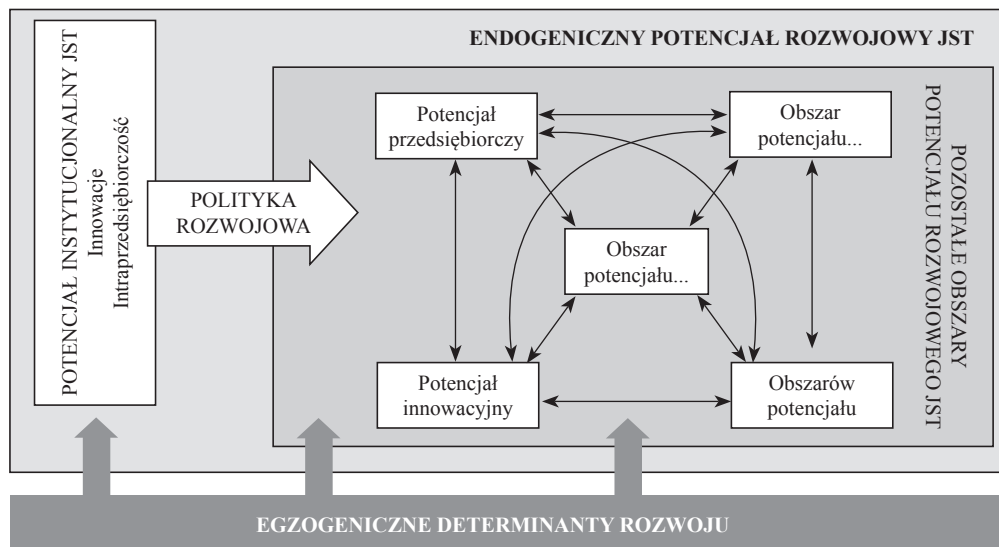 ENDOGENICZNY POTENCJAŁ ROZWOJOWY JST
POTENCJAŁ INSTYTUCJONALNY JST
Innowacje
Intraprzedsiębiorczość
POLITYKA
ROZWOJOWA
Potencjał
przedsiębiorczy
Obszar
potencjału...
Obszar
potencjału...
Potencjał
innowacyjny
Obszarów
potencjału
POZOSTAŁE OBSZARY
POTENCJAŁU ROZWOJOWEGO JST
EGZOGENICZNE DETERMINANTY ROZWOJU